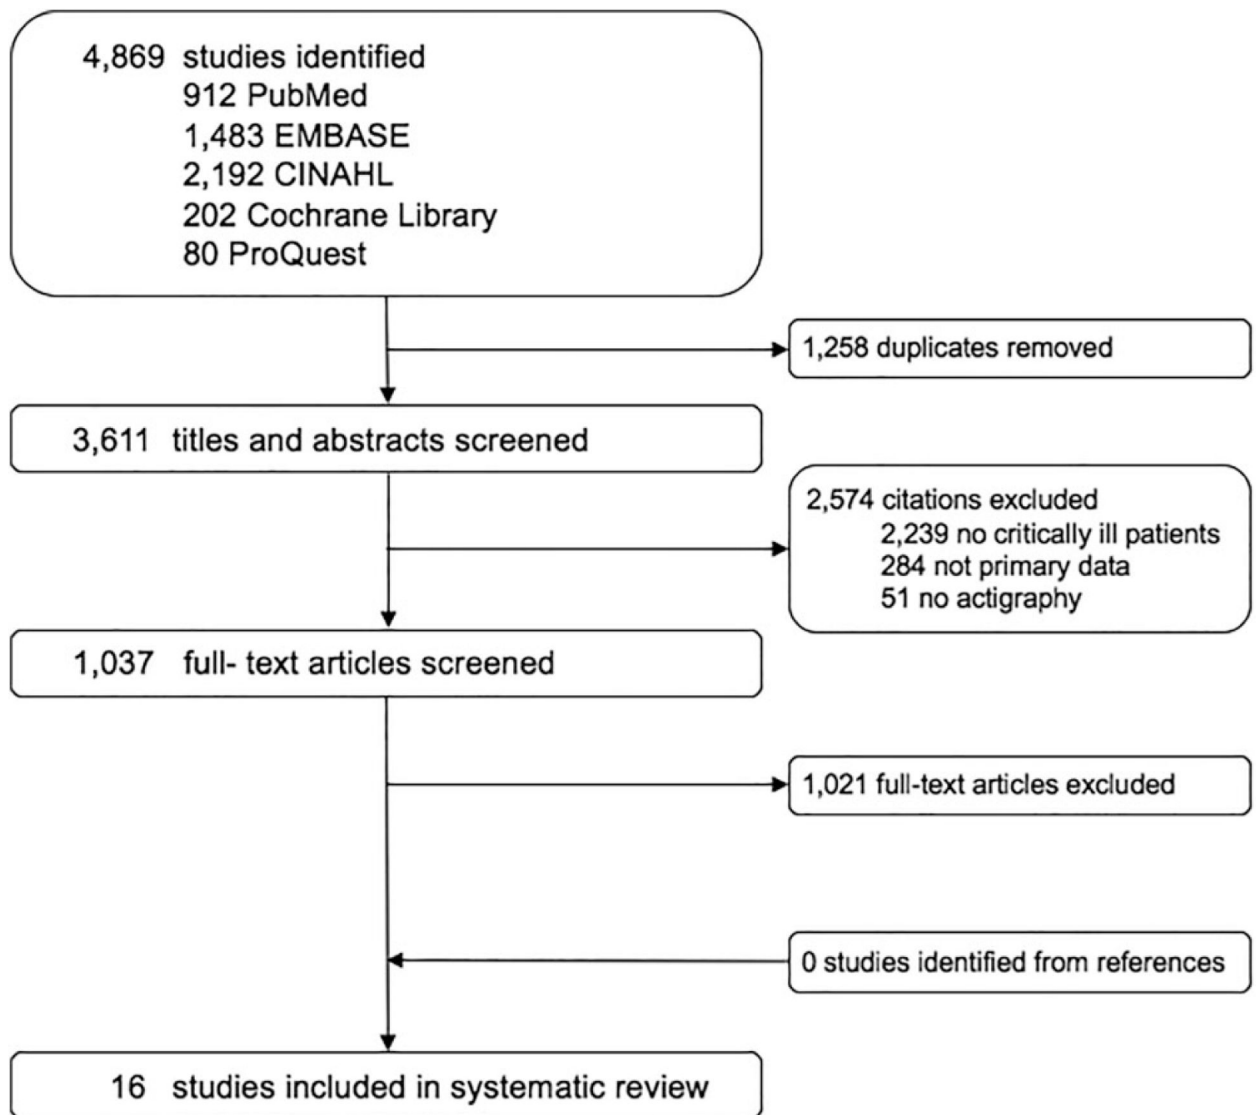 4,869 studies identified
912 PubMed
1,483 EMBASE
2,192 CINAHL
202 Cochrane Library
80 ProQuest
1,258 duplicates removed
3,611 titles and abstracts screened
2,574 citations excluded
2,239 no critically ill patients
284 not primary data
51 no actigraphy
1,037 full- text articles screened
1,021 full-text articles excluded
0 studies identified from references
16 studies included in systematic review